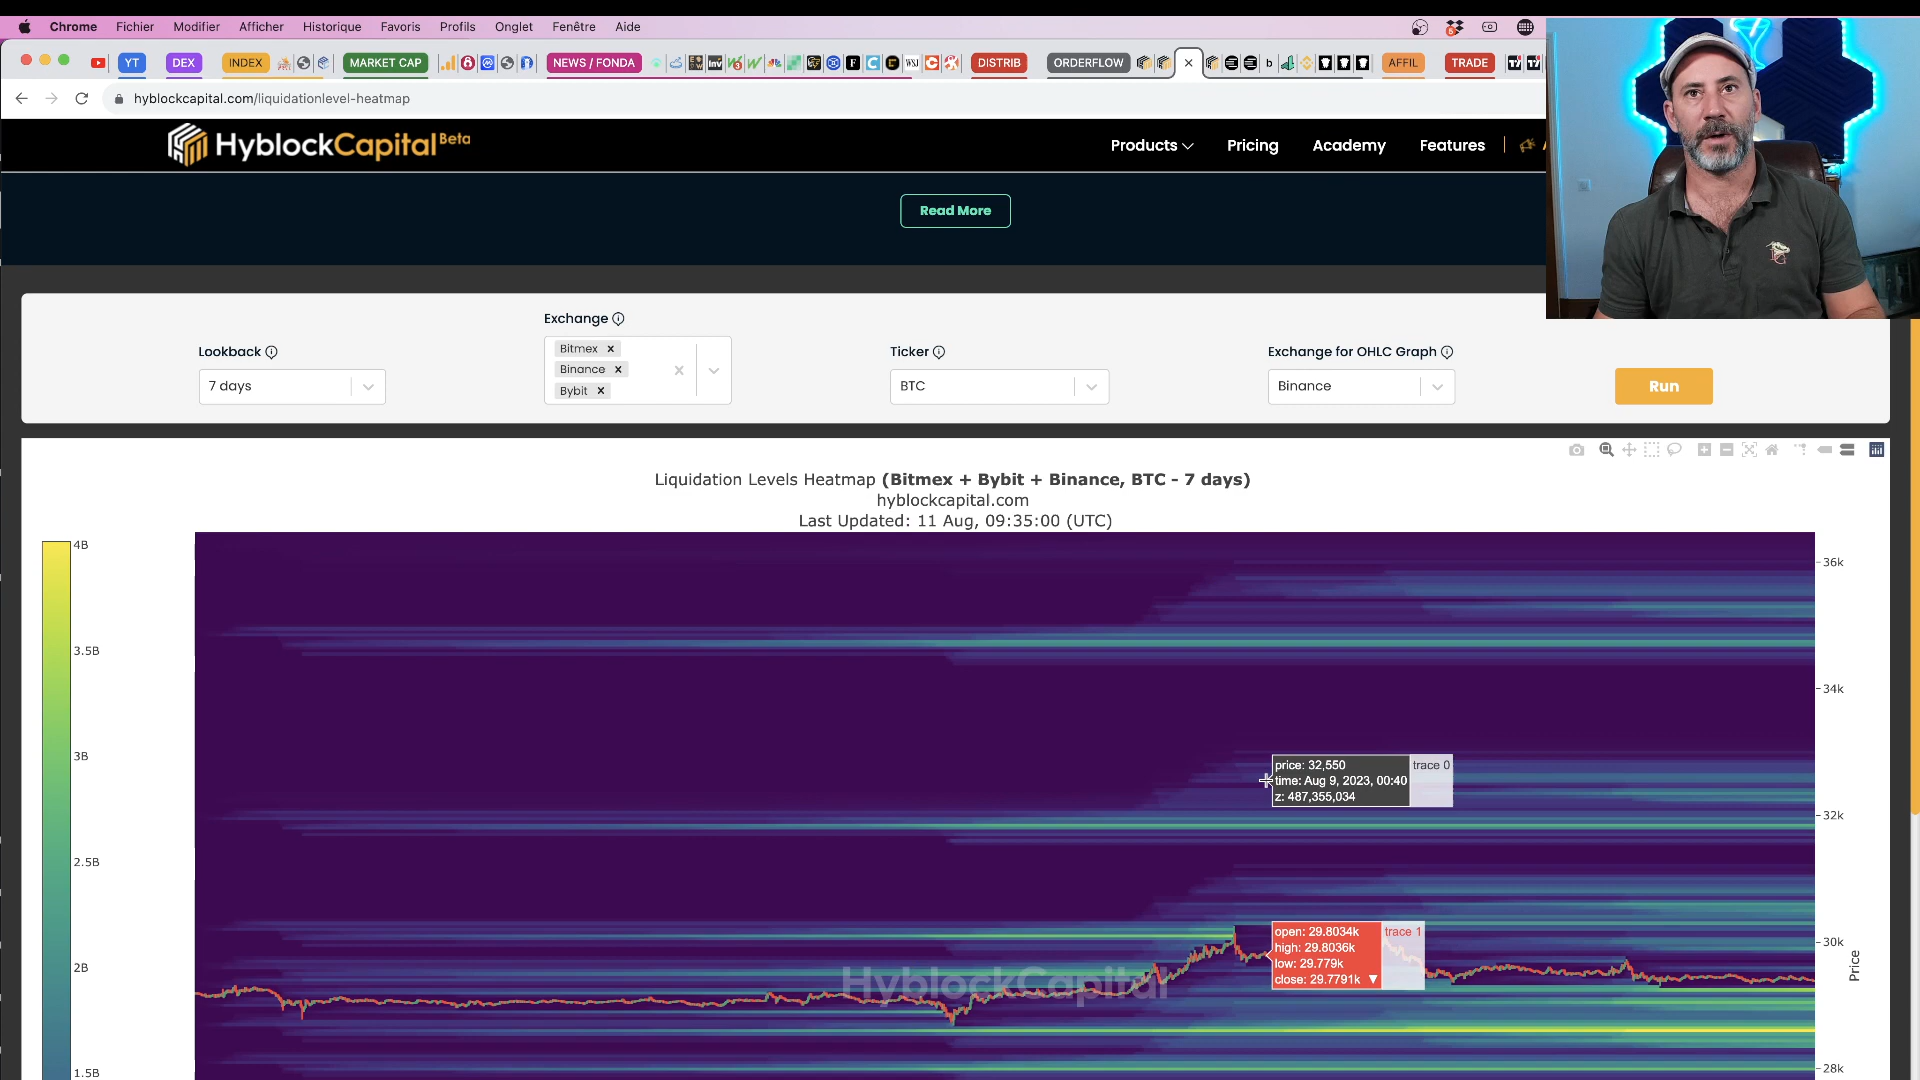 Chrome Fichier Modifier Afficher Historique Favoris Profils Onglet Fenêtre Aide
YT DEX INDEX MARKET CAP NEWS / FONDA DISTRIB ORDERFLOW AFFIL TRADE
hyblockcapital.com/liquidationlevel-heatmap
HyblockCapital Beta
Products Pricing Academy Features
Read More
Lookback
7 days
Exchange
Bitmex
Binance
Bybit
Ticker
BTC
Exchange for OHLC Graph
Binance
Run
Liquidation Levels Heatmap (Bitmex + Bybit + Binance, BTC - 7 days)
hyblockcapital.com
Last Updated: 11 Aug, 09:35:00 (UTC)
4B
3.5B
3B
2.5B
2B
1.5B
36k
34k
32k
30k
28k
Price
price: 32,550
time: Aug 9, 2023, 00:40
z: 487,355,034
trace 0
open: 29.8034k
high: 29.8036k
low: 29.779k
close: 29.7791k ▼
trace 1
HyblockCapital